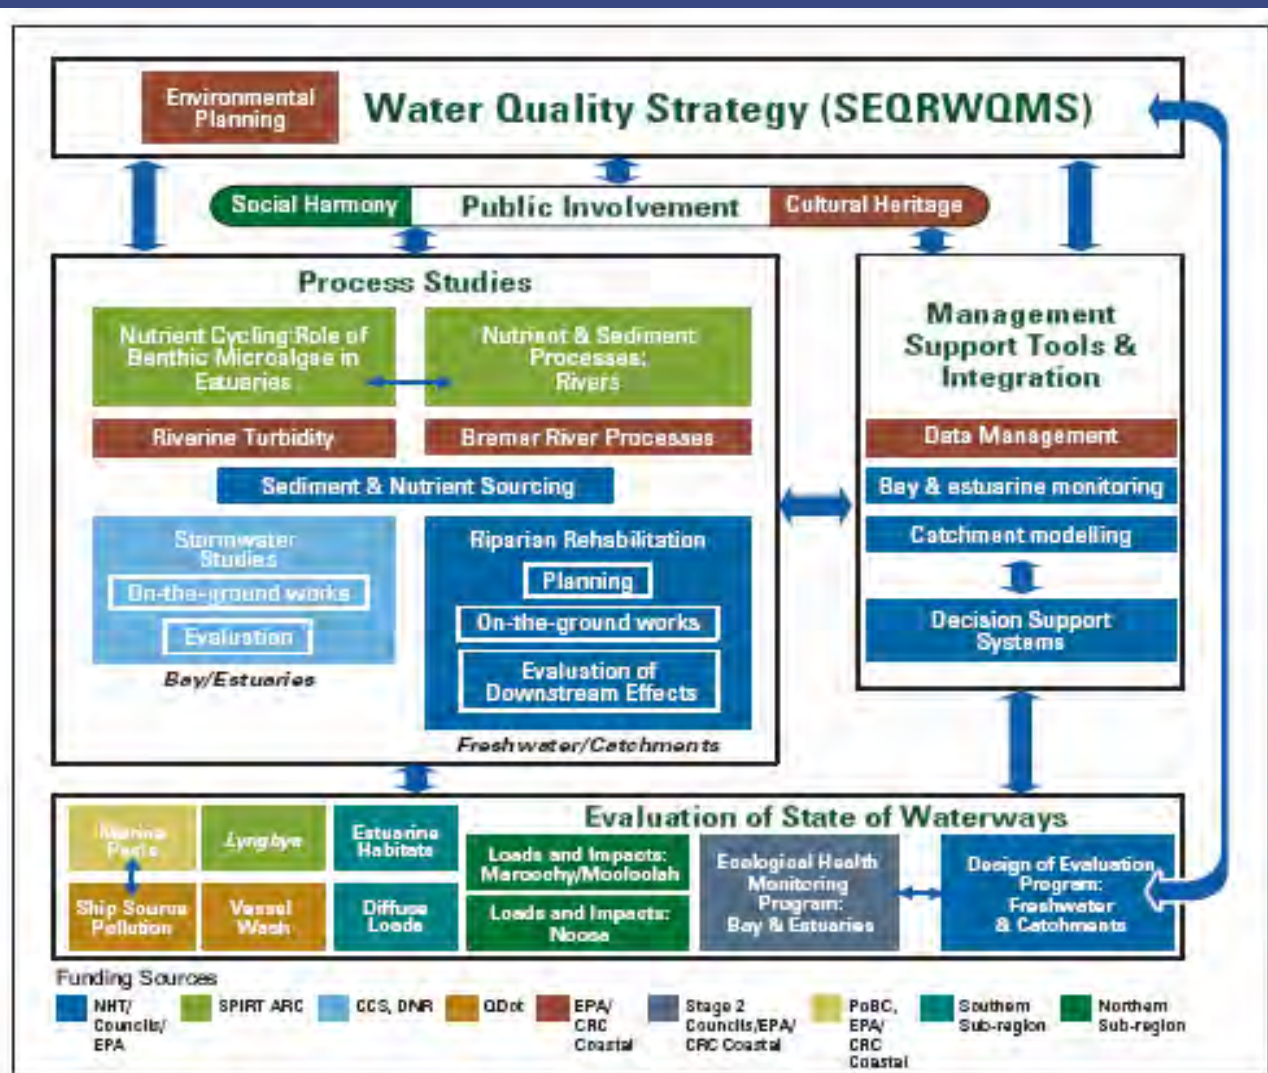 Environmental
Planning
Water Quality Strategy (SEQRWQMS)
Social Harmony
Public Involvement
Cultural Heritage
Process Studies
Nutrient Cycling:Role of
Benthic Microalgae in
Estuaries
Nutrient & Sediment
Processes:
Rivers
Riverine Turbidity
Bremer River Processes
Sediment & Nutrient Sourcing
Stormwater
Studies
On-the-ground works
Evaluation
Bay/Estuaries
Riparian Rehabilitation
Planning
On-the-ground works
Evaluation of
Downstream Effects
Freshwater/Catchments
Management
Support Tools &
Integration
Data Management
Bay & estuarine monitoring
Catchment modelling
Decision Support
Systems
Evaluation of State of Waterways
Marine
Pests
Lyngbya
Estuarine
Habitats
Ship Source
Pollution
Vessel
Wash
Diffuse
Loads
Loads and Impacts:
Maroochy/Mooloolah
Loads and Impacts:
Noosa
Ecological Health
Monitoring
Program:
Bay & Estuaries
Design of Evaluation
Program:
Freshwater
& Catchments
Funding Sources
NHT/
Councils/
EPA
SPIRT ARC
CCS, DNR
QDot
EPA/
CRC
Coastal
Stage 2
Councils/EPA/
CRC Coastal
PoBC,
EPA/
CRC
Coastal
Southern
Sub-region
Northern
Sub-region